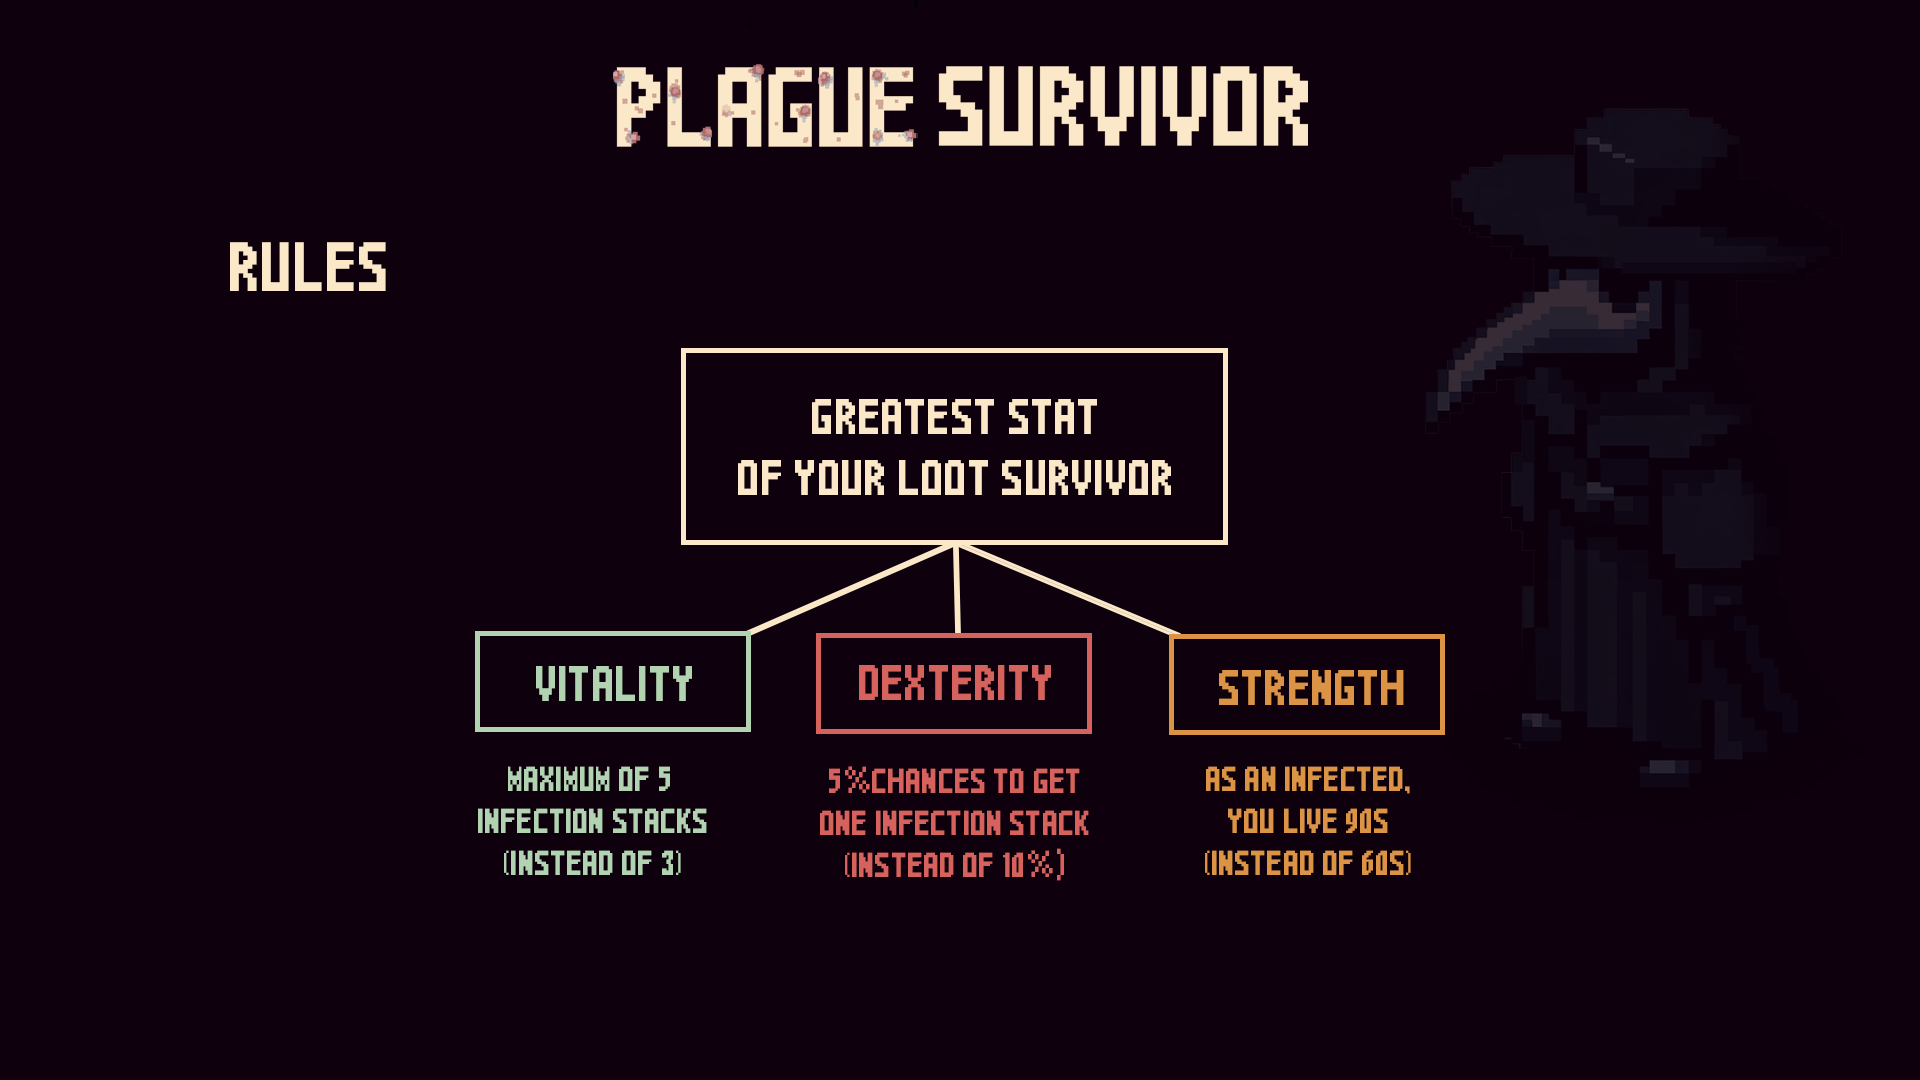 PLAGUE SURVIVOR
RULES
GREATEST STAT
OF YOUR LOOT SURVIVOR
VITALITY
MAXIMUM OF 5
INFECTION STACKS
(INSTEAD OF 3)
DEXTERITY
5%CHANCES TO GET
ONE INFECTION STACK
(INSTEAD OF 10%)
STRENGTH
AS AN INFECTED,
YOU LIVE 90S
(INSTEAD OF 60S)